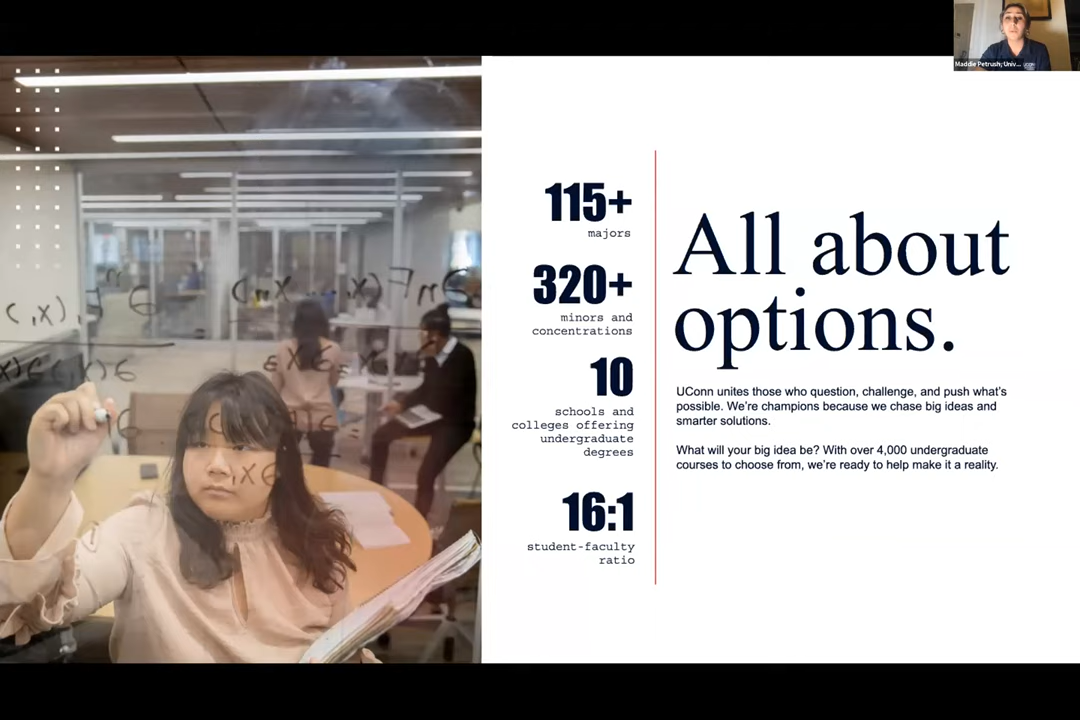 Maddie Petrush; Univ...
UCONN
115+
majors
320+
minors and
concentrations
10
schools and
colleges offering
undergraduate
degrees
16:1
student-faculty
ratio
All about
options.
UConn unites those who question, challenge, and push what's
possible. We're champions because we chase big ideas and
smarter solutions.
What will your big idea be? With over 4,000 undergraduate
courses to choose from, we're ready to help make it a reality.